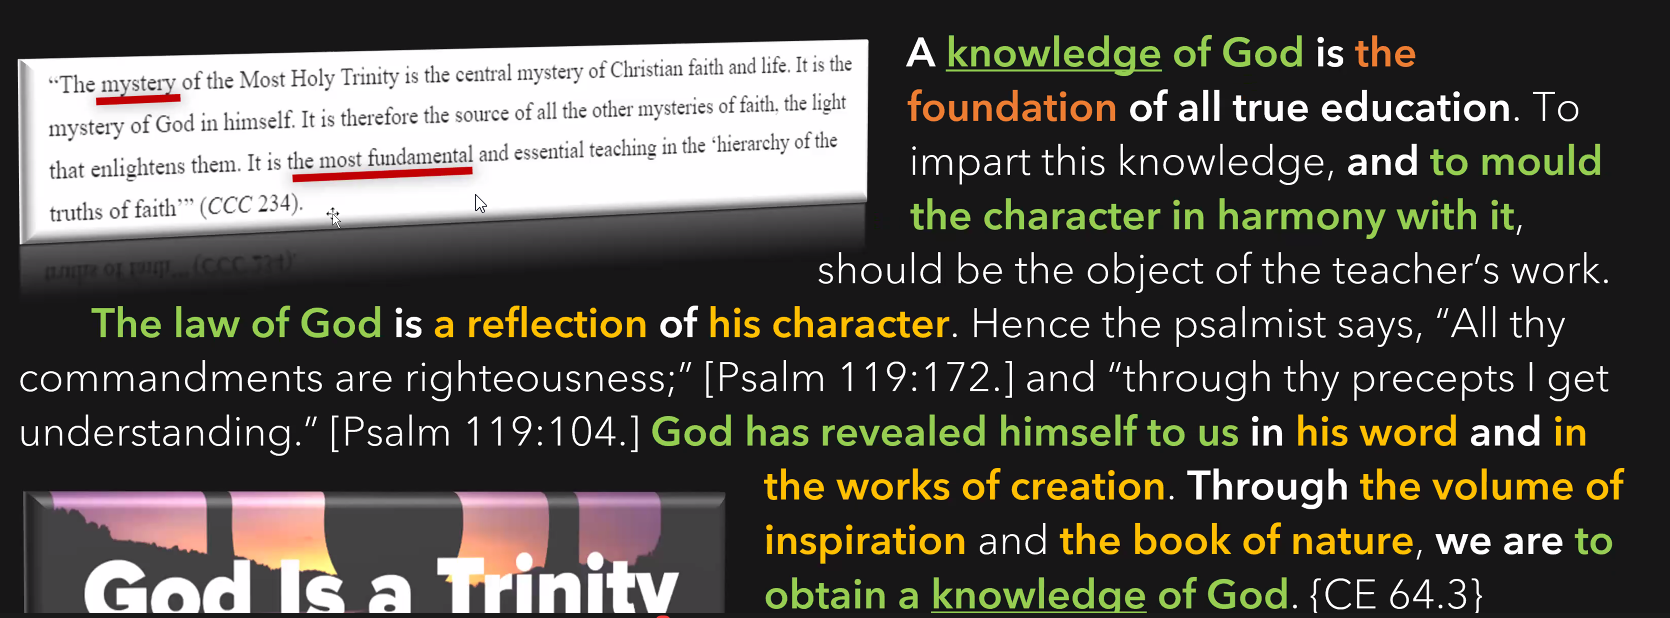 “The mystery of the Most Holy Trinity is the central mystery of Christian faith and life. It is the
mystery of God in himself. It is therefore the source of all the other mysteries of faith, the light
that enlightens them. It is the most fundamental and essential teaching in the ‘hierarchy of the
truths of faith’” (CCC 234).
A knowledge of God is the
foundation of all true education. To
impart this knowledge, and to mould
the character in harmony with it,
should be the object of the teacher’s work.
The law of God is a reflection of his character. Hence the psalmist says, “All thy
commandments are righteousness;” [Psalm 119:172.] and “through thy precepts I get
understanding.” [Psalm 119:104.] God has revealed himself to us in his word and in
the works of creation. Through the volume of
inspiration and the book of nature, we are to
obtain a knowledge of God. {CE 64.3}
God Is a Trinity